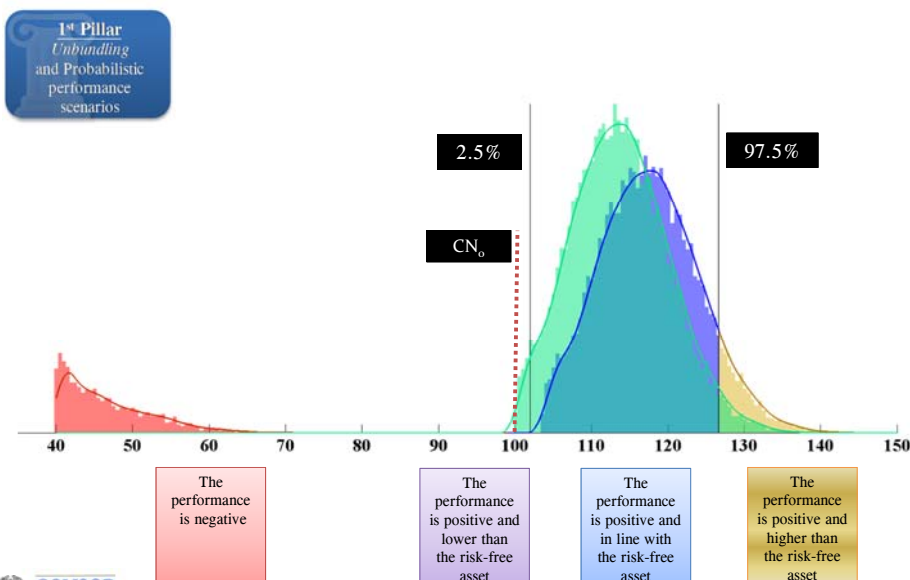 1st Pillar
Unbundling
and Probabilistic
performance
scenarios
2.5%
97.5%
CNo
40 50 60 70 80 90 100 110 120 130 140 150
The
performance
is negative
The
performance
is positive and
lower than
the risk-free
asset
The
performance
is positive and
in line with
the risk-free
asset
The
performance
is positive and
higher than
the risk-free
asset